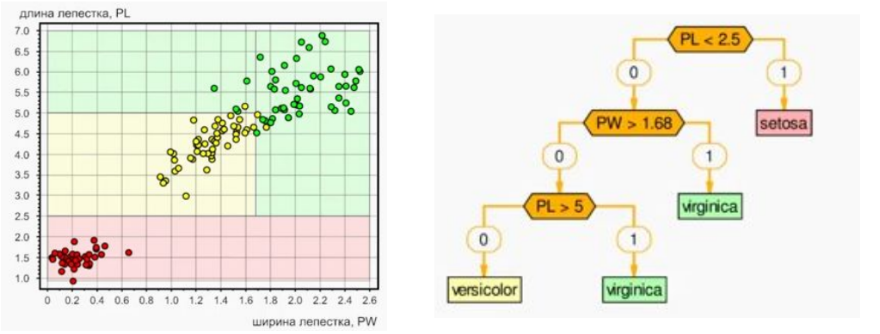 длина лепестка, PL
7.0
6.5
6.0
5.5
5.0
4.5
4.0
3.5
3.0
2.5
2.0
1.5
1.0
0 0.2 0.4 0.6 0.8 1.0 1.2 1.4 1.6 1.8 2.0 2.2 2.4 2.6
ширина лепестка, PW
PL < 2.5
0 1
PW > 1.68 setosa
0 1
PL > 5 virginica
0 1
versicolor virginica